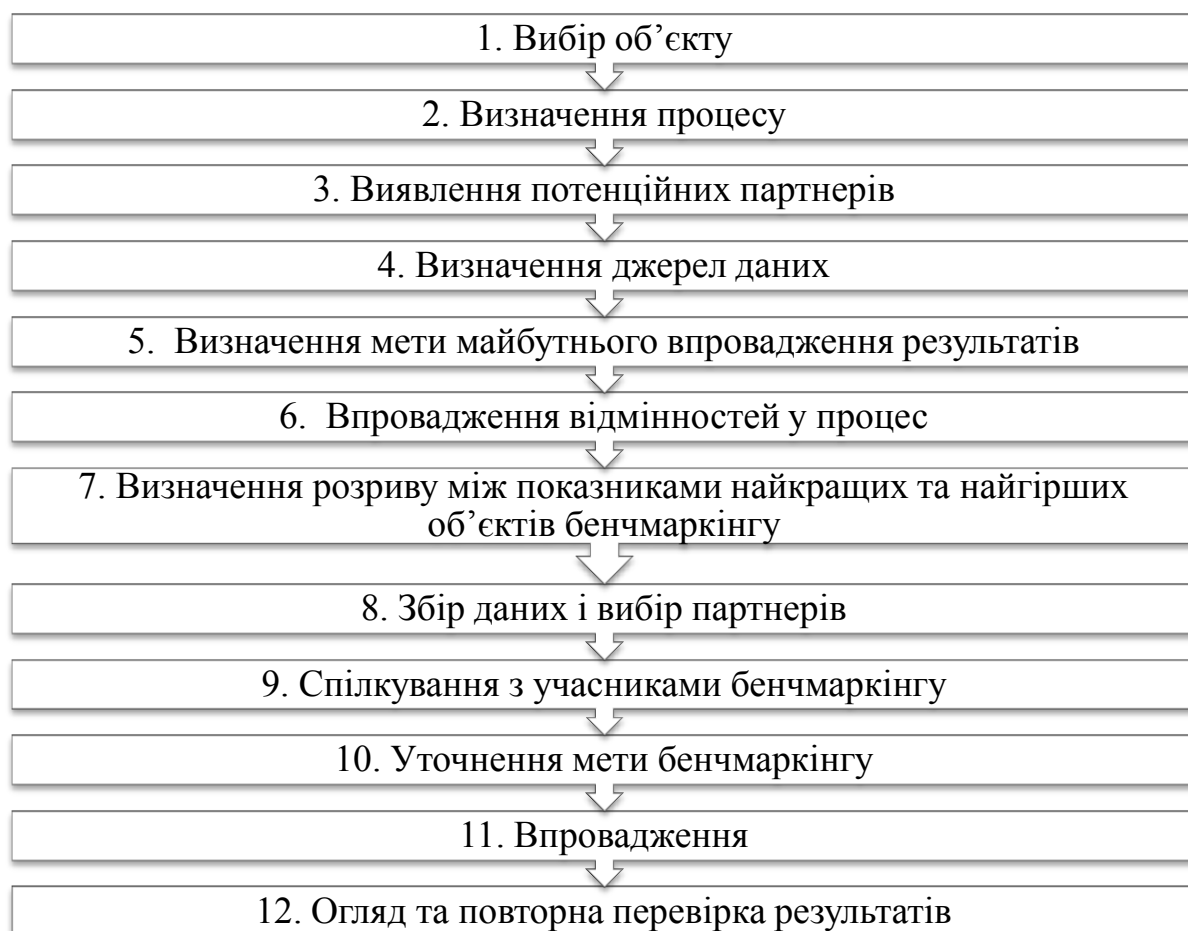 1. Вибір об’єкту
2. Визначення процесу
3. Виявлення потенційних партнерів
4. Визначення джерел даних
5.  Визначення мети майбутнього впровадження результатів
6.  Впровадження відмінностей у процес
7. Визначення розриву між показниками найкращих та найгірших
об’єктів бенчмаркінгу
8. Збір даних і вибір партнерів
9. Спілкування з учасниками бенчмаркінгу
10. Уточнення мети бенчмаркінгу
11. Впровадження
12. Огляд та повторна перевірка результатів